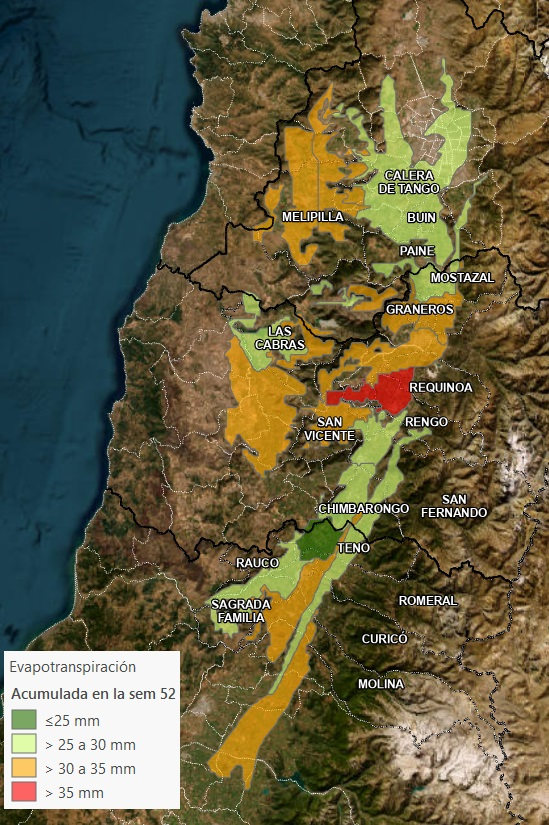 CALERA
DE TANGO
MELIPILLA
BUIN
PAINE
MOSTAZAL
GRANEROS
LAS
CABRAS
REQUINOA
SAN
VICENTE
RENGO
CHIMBARONGO
SAN
FERNANDO
TENO
RAUCO
ROMERAL
SAGRADA
FAMILIA
CURICÓ
MOLINA
Evapotranspiración
Acumulada en la sem 52
≤25 mm
> 25 a 30 mm
> 30 a 35 mm
> 35 mm